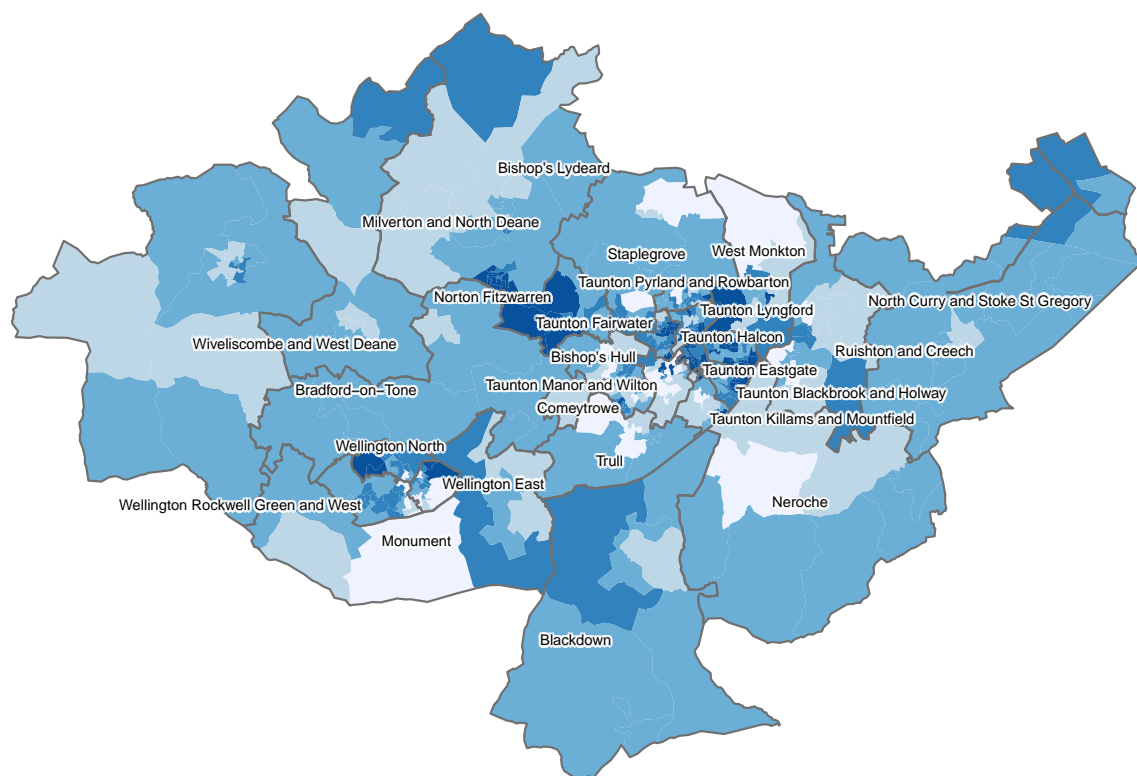 Bishop's Lydeard
Milverton and North Deane
Staplegrove
West Monkton
Taunton Pyrland and Rowbarton
Norton Fitzwarren
North Curry and Stoke St Gregory
Taunton Lyngford
Taunton Fairwater
Taunton Halcon
Wiveliscombe and West Deane
Ruishton and Creech
Bishop's Hull
Taunton Eastgate
Bradford−on−Tone
Taunton Manor and Wilton
Taunton Blackbrook and Holway
Comeytrowe
Taunton Killams and Mountfield
Wellington North
Trull
Wellington East
Wellington Rockwell Green and West
Neroche
Monument
Blackdown